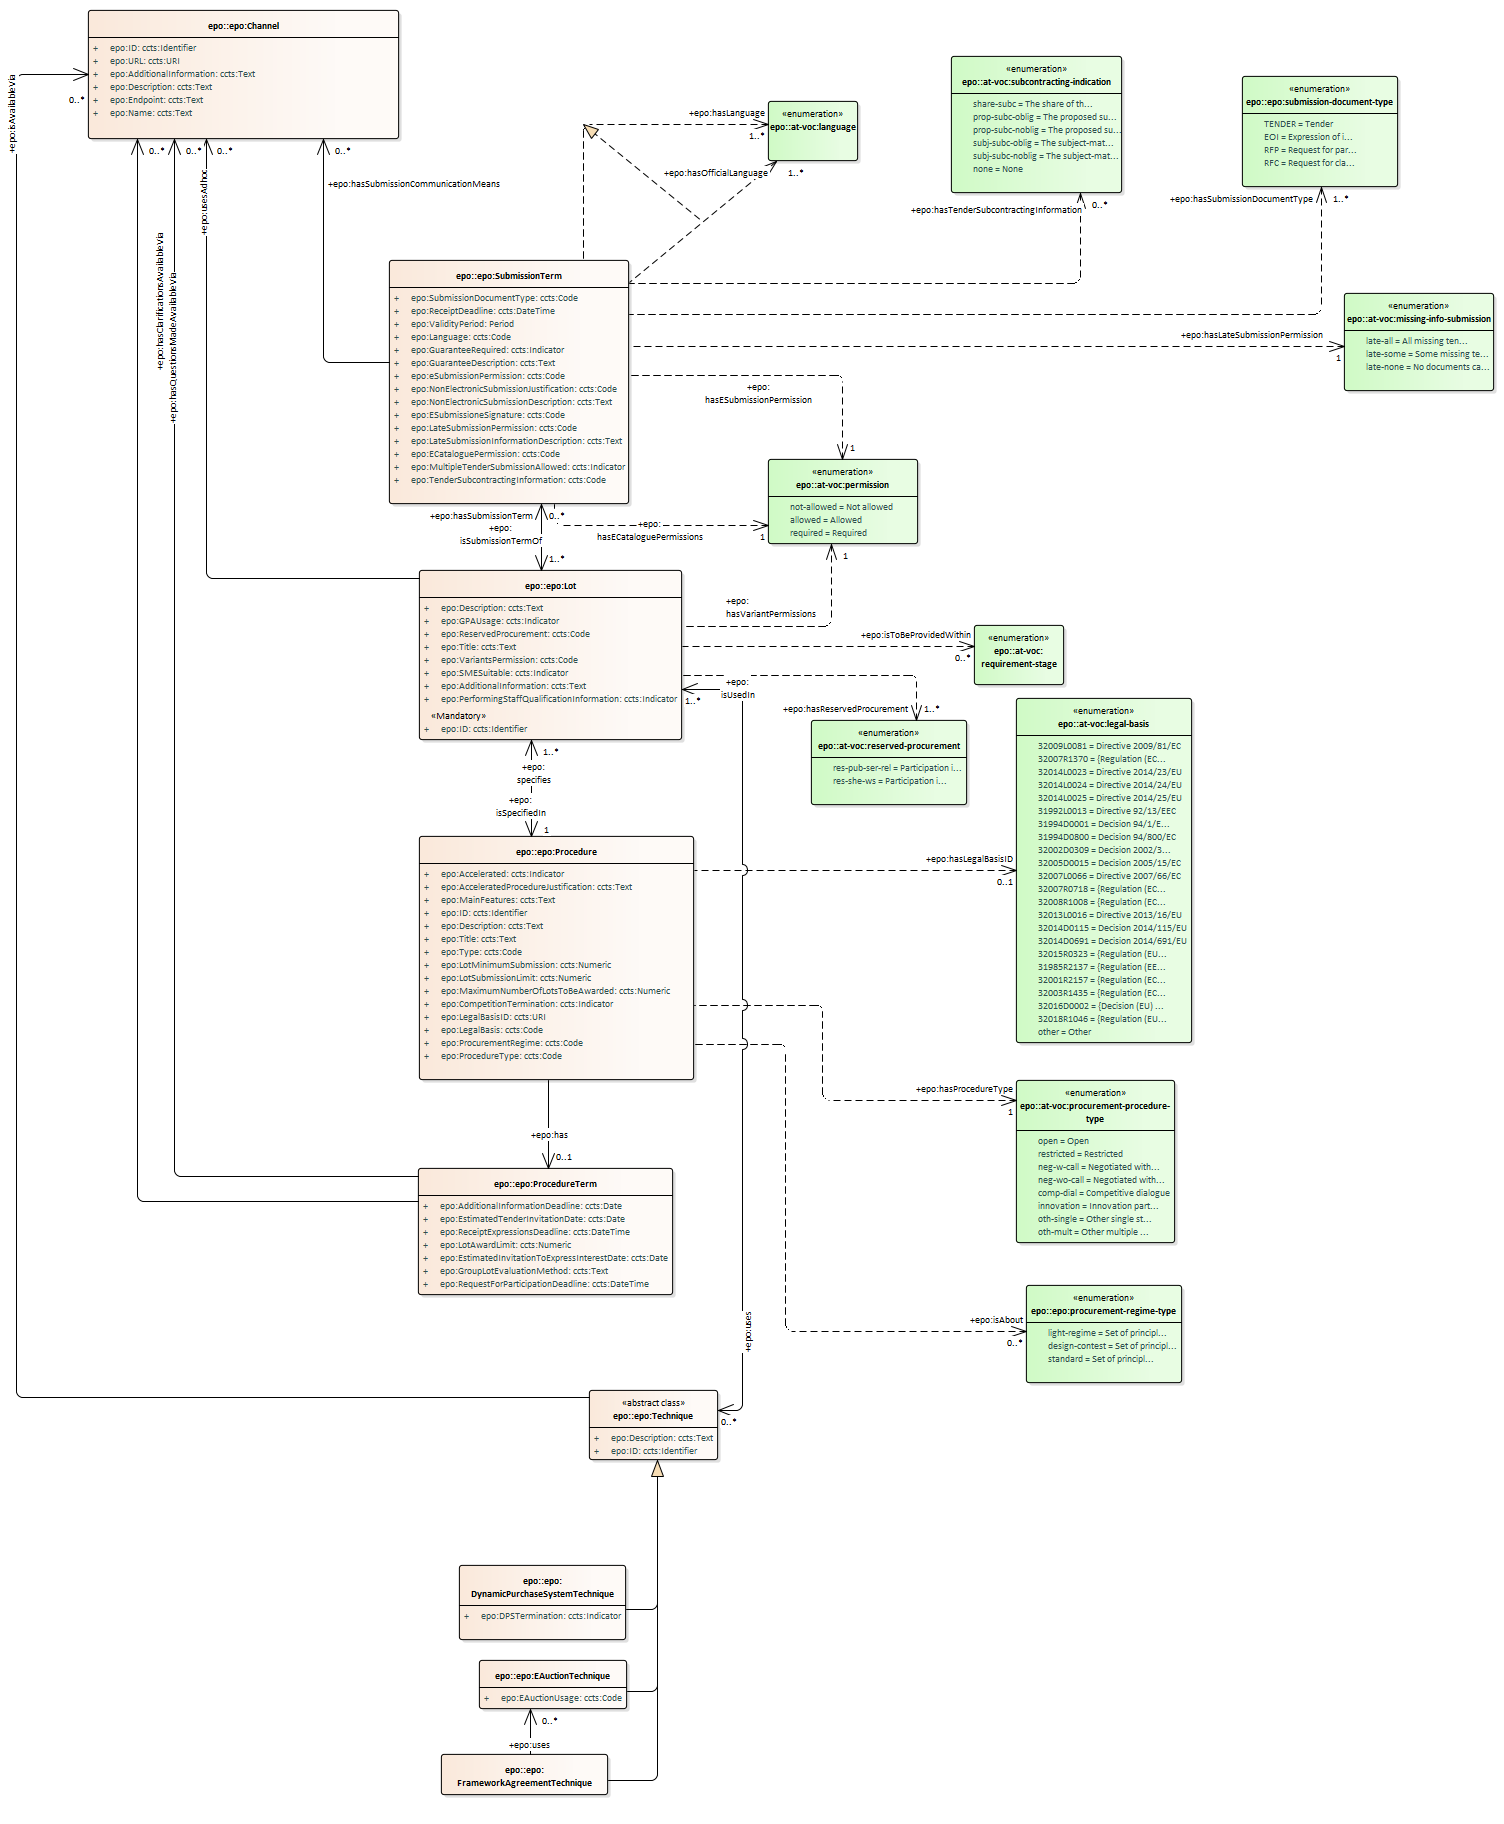 epo::epo:Channel
+ epo:ID: ccts:Identifier
+ epo:URL: ccts:URI
+ epo:AdditionalInformation: ccts:Text
+ epo:Description: ccts:Text
+ epo:Endpoint: ccts:Text
+ epo:Name: ccts:Text
+epo:isAvailableVia
0..*
0..*
0..*
0..*
0..*
+epo:usesAdhoc
+epo:hasClarificationsAvailableVia
+epo:hasQuestionsMadeAvailableVia
+epo:hasSubmissionCommunicationMeans
+epo:hasLanguage
1..*
+epo:hasOfficialLanguage
1..*
«enumeration»
epo::at-voc:language
«enumeration»
epo::at-voc:subcontracting-indication
share-subc = The share of th...
prop-subc-oblig = The proposed su...
prop-subc-noblig = The proposed su...
subj-subc-oblig = The subject-mat...
subj-subc-noblig = The subject-mat...
none = None
+epo:hasTenderSubcontractingInformation
0..*
«enumeration»
epo::epo:submission-document-type
TENDER = Tender
EOI = Expression of i...
RFP = Request for par...
RFC = Request for cla...
+epo:hasSubmissionDocumentType
1..*
epo::epo:SubmissionTerm
+ epo:SubmissionDocumentType: ccts:Code
+ epo:ReceiptDeadline: ccts:DateTime
+ epo:ValidityPeriod: Period
+ epo:Language: ccts:Code
+ epo:GuaranteeRequired: ccts:Indicator
+ epo:GuaranteeDescription: ccts:Text
+ epo:eSubmissionPermission: ccts:Code
+ epo:NonElectronicSubmissionJustification: ccts:Code
+ epo:NonElectronicSubmissionDescription: ccts:Text
+ epo:ESubmissioneSignature: ccts:Code
+ epo:LateSubmissionPermission: ccts:Code
+ epo:LateSubmissionInformationDescription: ccts:Text
+ epo:ECataloguePermission: ccts:Code
+ epo:MultipleTenderSubmissionAllowed: ccts:Indicator
+ epo:TenderSubcontractingInformation: ccts:Code
«enumeration»
epo::at-voc:missing-info-submission
late-all = All missing ten...
late-some = Some missing te...
late-none = No documents ca...
+epo:hasLateSubmissionPermission
1
+epo:
hasESubmissionPermission
1
«enumeration»
epo::at-voc:permission
not-allowed = Not allowed
allowed = Allowed
required = Required
+epo:hasSubmissionTerm
0..*
+epo:
isSubmissionTermOf
1..*
+epo:
hasECataloguePermissions
1
epo::epo:Lot
+ epo:Description: ccts:Text
+ epo:GPAUsage: ccts:Indicator
+ epo:ReservedProcurement: ccts:Code
+ epo:Title: ccts:Text
+ epo:VariantsPermission: ccts:Code
+ epo:SMESuitable: ccts:Indicator
+ epo:AdditionalInformation: ccts:Text
+ epo:PerformingStaffQualificationInformation: ccts:Indicator
«Mandatory»
+ epo:ID: ccts:Identifier
1
+epo:
hasVariantPermissions
+epo:isToBeProvidedWithin
0..*
«enumeration»
epo::at-voc:
requirement-stage
+epo:
isUsedIn
1..*
+epo:hasReservedProcurement
1..*
«enumeration»
epo::at-voc:reserved-procurement
res-pub-ser-rel = Participation i...
res-she-ws = Participation i...
«enumeration»
epo::at-voc:legal-basis
32009L0081 = Directive 2009/81/EC
32007R1370 = {Regulation (EC...
32014L0023 = Directive 2014/23/EU
32014L0024 = Directive 2014/24/EU
32014L0025 = Directive 2014/25/EU
31992L0013 = Directive 92/13/EEC
31994D0001 = Decision 94/1/E...
31994D0800 = Decision 94/800/EC
32002D0309 = Decision 2002/3...
32005D0015 = Decision 2005/15/EC
32007L0066 = Directive 2007/66/EC
32007R0718 = {Regulation (EC...
32008R1008 = {Regulation (EC...
32013L0016 = Directive 2013/16/EU
32014D0115 = Decision 2014/115/EU
32014D0691 = Decision 2014/691/EU
32015R0323 = {Regulation (EU...
31985R2137 = {Regulation (EE...
32001R2157 = {Regulation (EC...
32003R1435 = {Regulation (EC...
32016D0002 = {Decision (EU) ...
32018R1046 = {Regulation (EU...
other = Other
1..*
+epo:
specifies
+epo:
isSpecifiedIn
1
epo::epo:Procedure
+ epo:Accelerated: ccts:Indicator
+ epo:AcceleratedProcedureJustification: ccts:Text
+ epo:MainFeatures: ccts:Text
+ epo:ID: ccts:Identifier
+ epo:Description: ccts:Text
+ epo:Title: ccts:Text
+ epo:Type: ccts:Code
+ epo:LotMinimumSubmission: ccts:Numeric
+ epo:LotSubmissionLimit: ccts:Numeric
+ epo:MaximumNumberOfLotsToBeAwarded: ccts:Numeric
+ epo:CompetitionTermination: ccts:Indicator
+ epo:LegalBasisID: ccts:URI
+ epo:LegalBasis: ccts:Code
+ epo:ProcurementRegime: ccts:Code
+ epo:ProcedureType: ccts:Code
+epo:hasLegalBasisID
0..1
+epo:hasProcedureType
1
«enumeration»
epo::at-voc:procurement-procedure-
type
open = Open
restricted = Restricted
neg-w-call = Negotiated with...
neg-wo-call = Negotiated with...
comp-dial = Competitive dialogue
innovation = Innovation part...
oth-single = Other single st...
oth-mult = Other multiple ...
+epo:has
0..1
epo::epo:ProcedureTerm
+ epo:AdditionalInformationDeadline: ccts:Date
+ epo:EstimatedTenderInvitationDate: ccts:Date
+ epo:ReceiptExpressionsDeadline: ccts:DateTime
+ epo:LotAwardLimit: ccts:Numeric
+ epo:EstimatedInvitationToExpressInterestDate: ccts:Date
+ epo:GroupLotEvaluationMethod: ccts:Text
+ epo:RequestForParticipationDeadline: ccts:DateTime
+epo:isAbout
0..*
«enumeration»
epo::epo:procurement-regime-type
light-regime = Set of principl...
design-contest = Set of principl...
standard = Set of principl...
+epo:uses
0..*
«abstract class»
epo::epo:Technique
+ epo:Description: ccts:Text
+ epo:ID: ccts:Identifier
epo::epo:
DynamicPurchaseSystemTechnique
+ epo:DPSTermination: ccts:Indicator
epo::epo:EAuctionTechnique
+ epo:EAuctionUsage: ccts:Code
0..*
+epo:uses
epo::epo:
FrameworkAgreementTechnique